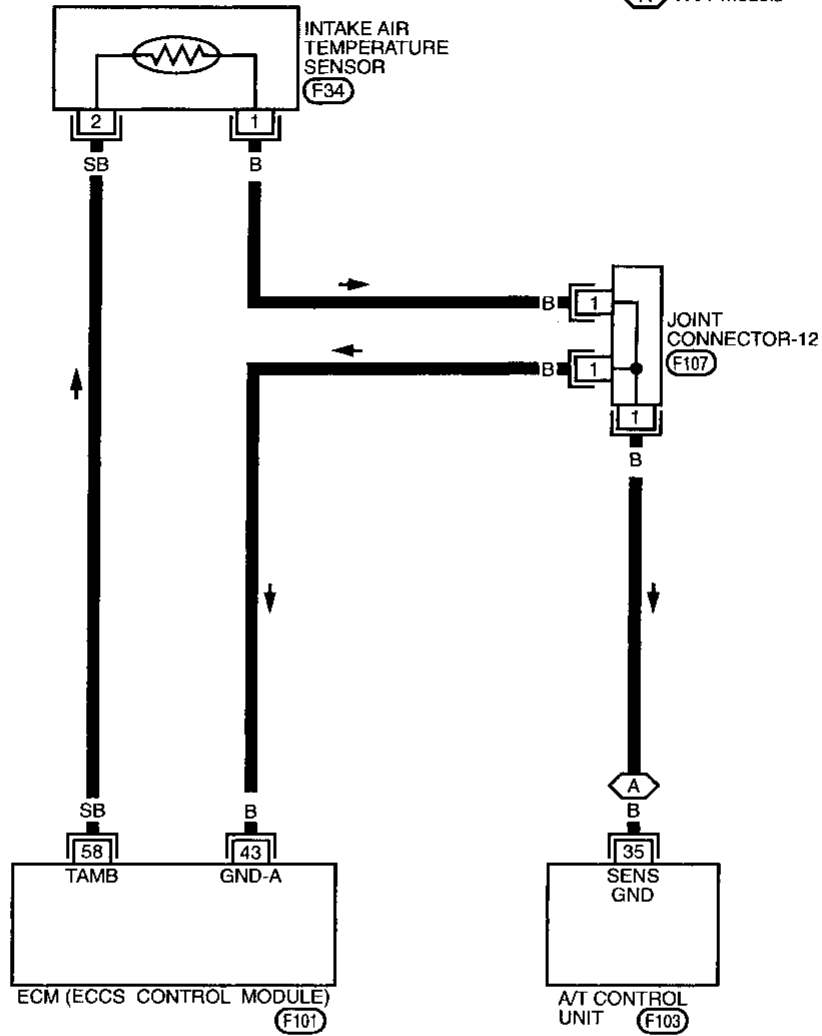 INTAKE AIR
TEMPERATURE
SENSOR
F34
2
1
SB
B
B
1
JOINT
CONNECTOR-12
F107
B
1
1
B
A
SB
B
B
58
43
35
TAMB
GND-A
SENS
GND
ECM (ECCS CONTROL MODULE)
F101
A/T CONTROL
UNIT
F103